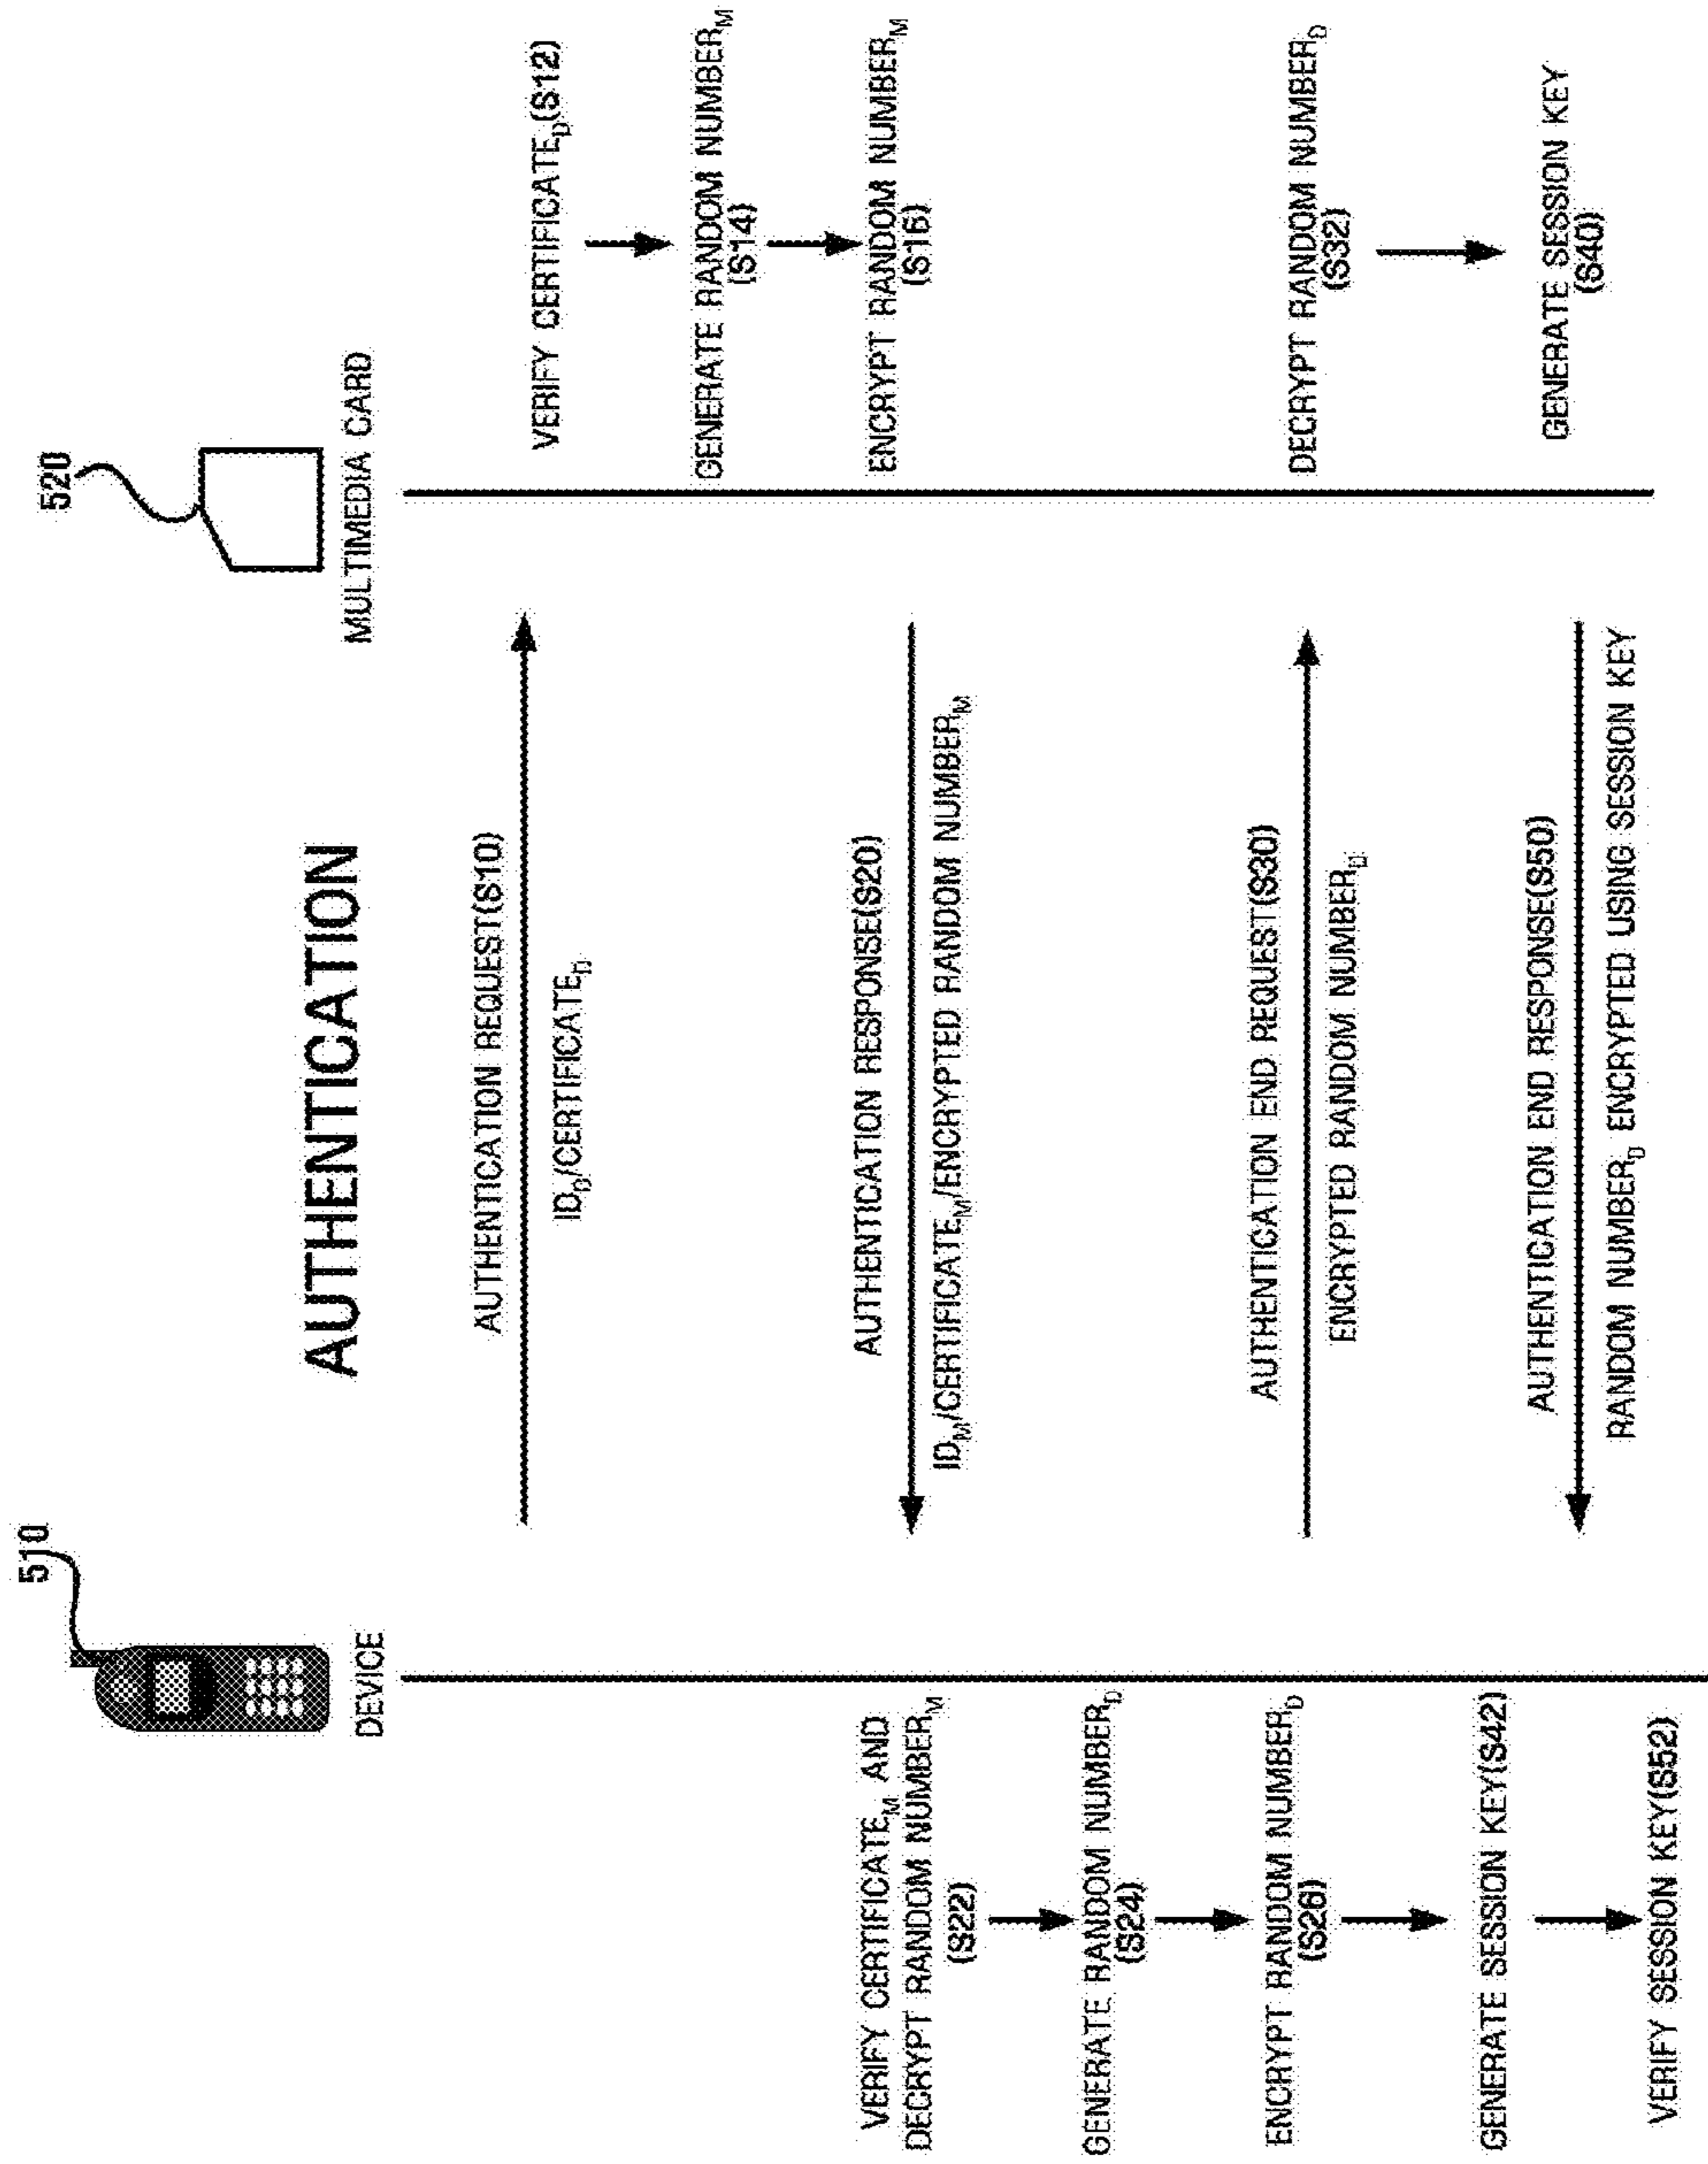 AUTHENTICATION
510
DEVICE
520
MULTIMEDIA CARD
AUTHENTICATION REQUEST(S10)
ID_D/CERTIFICATE_D
VERIFY CERTIFICATE_D(S12)
GENERATE RANDOM NUMBER_M
(S14)
ENCRYPT RANDOM NUMBER_M
(S16)
AUTHENTICATION RESPONSE(S20)
ID_M/CERTIFICATE_M/ENCRYPTED RANDOM NUMBER_M
VERIFY CERTIFICATE_M AND
DECRYPT RANDOM NUMBER_M
(S22)
GENERATE RANDOM NUMBER_D
(S24)
ENCRYPT RANDOM NUMBER_D
(S26)
AUTHENTICATION END REQUEST(S30)
ENCRYPTED RANDOM NUMBER_D
DECRYPT RANDOM NUMBER_D
(S32)
GENERATE SESSION KEY(S42)
GENERATE SESSION KEY
(S40)
AUTHENTICATION END RESPONSE(S50)
RANDOM NUMBER_D ENCRYPTED USING SESSION KEY
VERIFY SESSION KEY(S52)